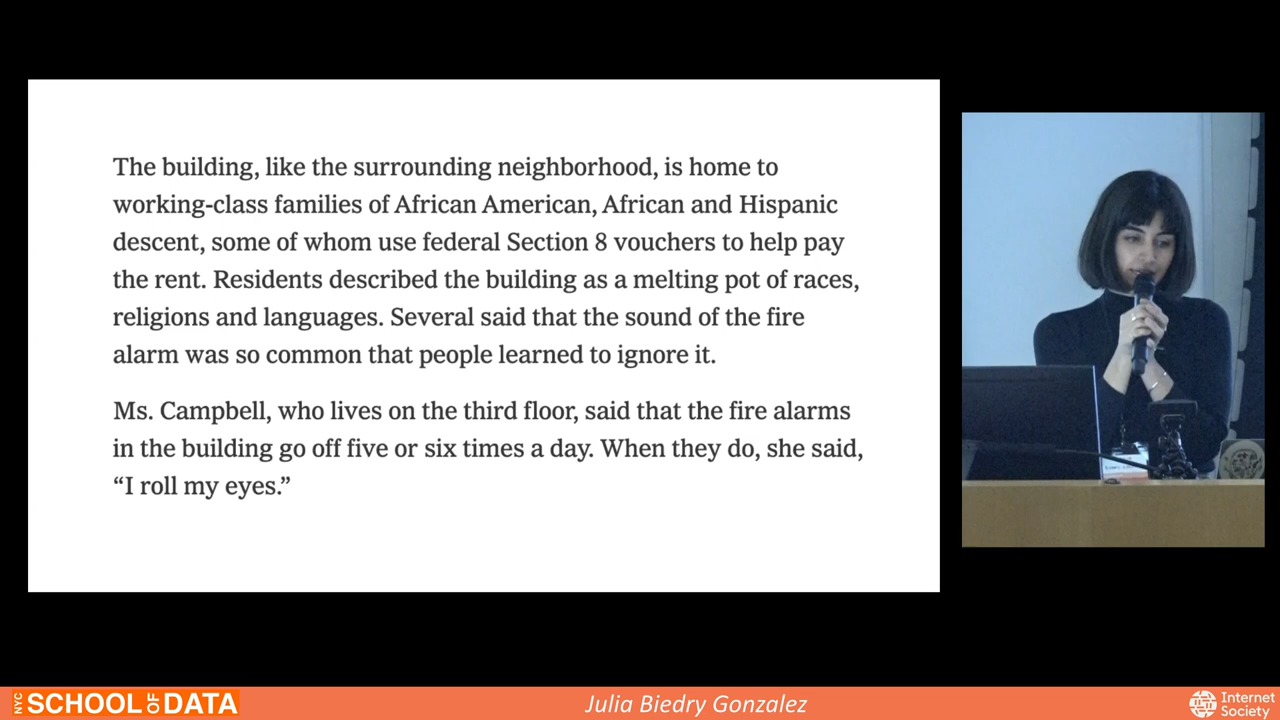 The building, like the surrounding neighborhood, is home to
working-class families of African American, African and Hispanic
descent, some of whom use federal Section 8 vouchers to help pay
the rent. Residents described the building as a melting pot of races,
religions and languages. Several said that the sound of the fire
alarm was so common that people learned to ignore it.
Ms. Campbell, who lives on the third floor, said that the fire alarms
in the building go off five or six times a day. When they do, she said,
“I roll my eyes.”
NYC SCHOOL OF DATA
Julia Biedry Gonzalez
Internet
Society